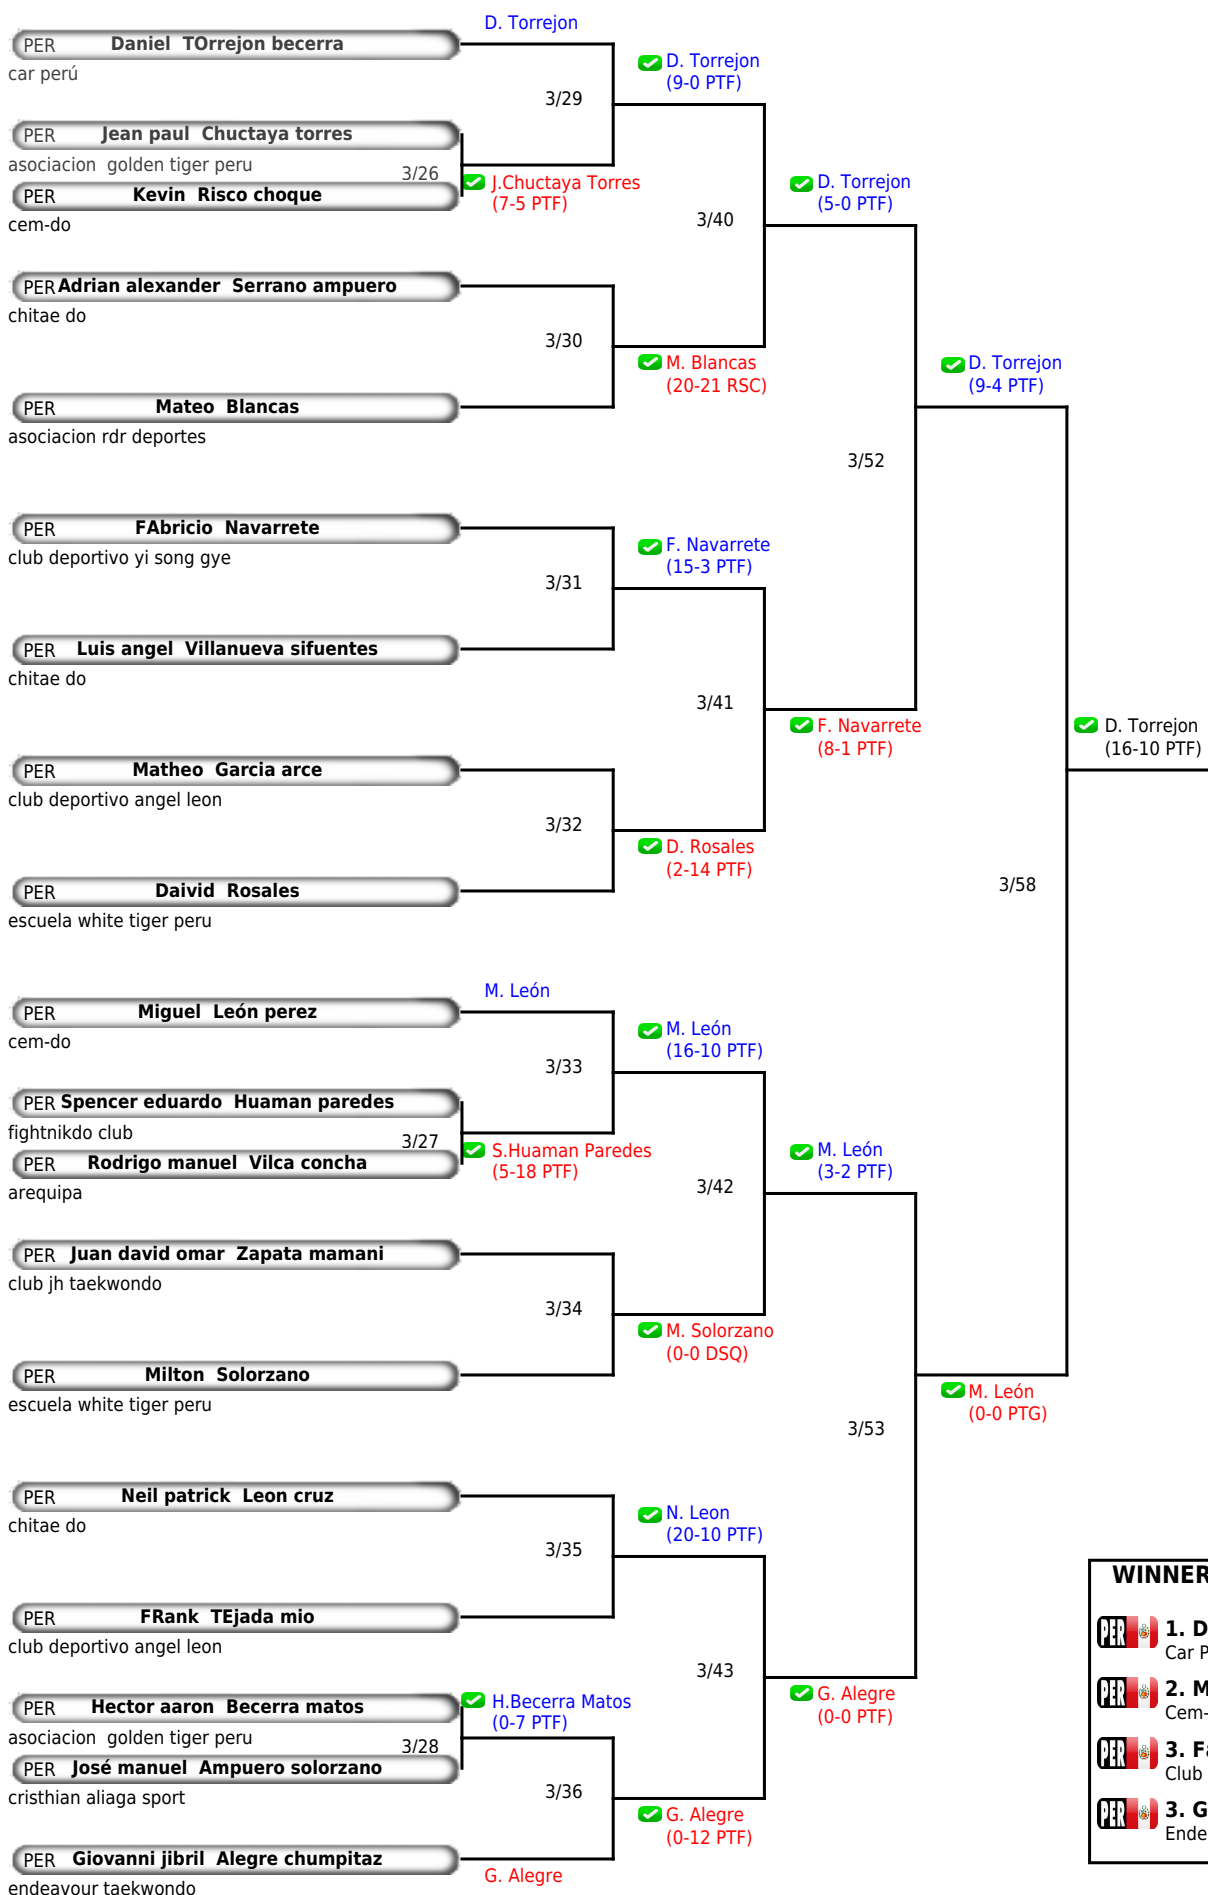 D. Torrejon
PER Daniel TOrrejon becerra
car perú
D. Torrejon
(9-0 PTF)
3/29
PER Jean paul Chuctaya torres
asociacion golden tiger peru
3/26
J.Chuctaya Torres
(7-5 PTF)
PER Kevin Risco choque
cem-do
D. Torrejon
(5-0 PTF)
3/40
PER Adrian alexander Serrano ampuero
chitae do
3/30
M. Blancas
(20-21 RSC)
D. Torrejon
(9-4 PTF)
PER Mateo Blancas
asociacion rdr deportes
3/52
PER FAbricio Navarrete
club deportivo yi song gye
F. Navarrete
(15-3 PTF)
3/31
PER Luis angel Villanueva sifuentes
chitae do
3/41
F. Navarrete
(8-1 PTF)
D. Torrejon
(16-10 PTF)
PER Matheo Garcia arce
club deportivo angel leon
3/32
D. Rosales
(2-14 PTF)
PER Daivid Rosales
escuela white tiger peru
3/58
M. León
PER Miguel León perez
cem-do
M. León
(16-10 PTF)
3/33
PER Spencer eduardo Huaman paredes
fightnikdo club
3/27
S.Huaman Paredes
(5-18 PTF)
PER Rodrigo manuel Vilca concha
arequipa
M. León
(3-2 PTF)
3/42
PER Juan david omar Zapata mamani
club jh taekwondo
3/34
M. Solorzano
(0-0 DSQ)
PER Milton Solorzano
escuela white tiger peru
M. León
(0-0 PTG)
3/53
PER Neil patrick Leon cruz
chitae do
N. Leon
(20-10 PTF)
3/35
PER FRank TEjada mio
club deportivo angel leon
3/43
PER Hector aaron Becerra matos
asociacion golden tiger peru
3/28
H.Becerra Matos
(0-7 PTF)
G. Alegre
(0-0 PTF)
PER José manuel Ampuero solorzano
cristhian aliaga sport
3/36
G. Alegre
(0-12 PTF)
PER Giovanni jibril Alegre chumpitaz
G. Alegre
endeavour taekwondo
WINNER
PER 1. D
Car P
PER 2. M
Cem-
PER 3. Fa
Club
PER 3. G
Ende